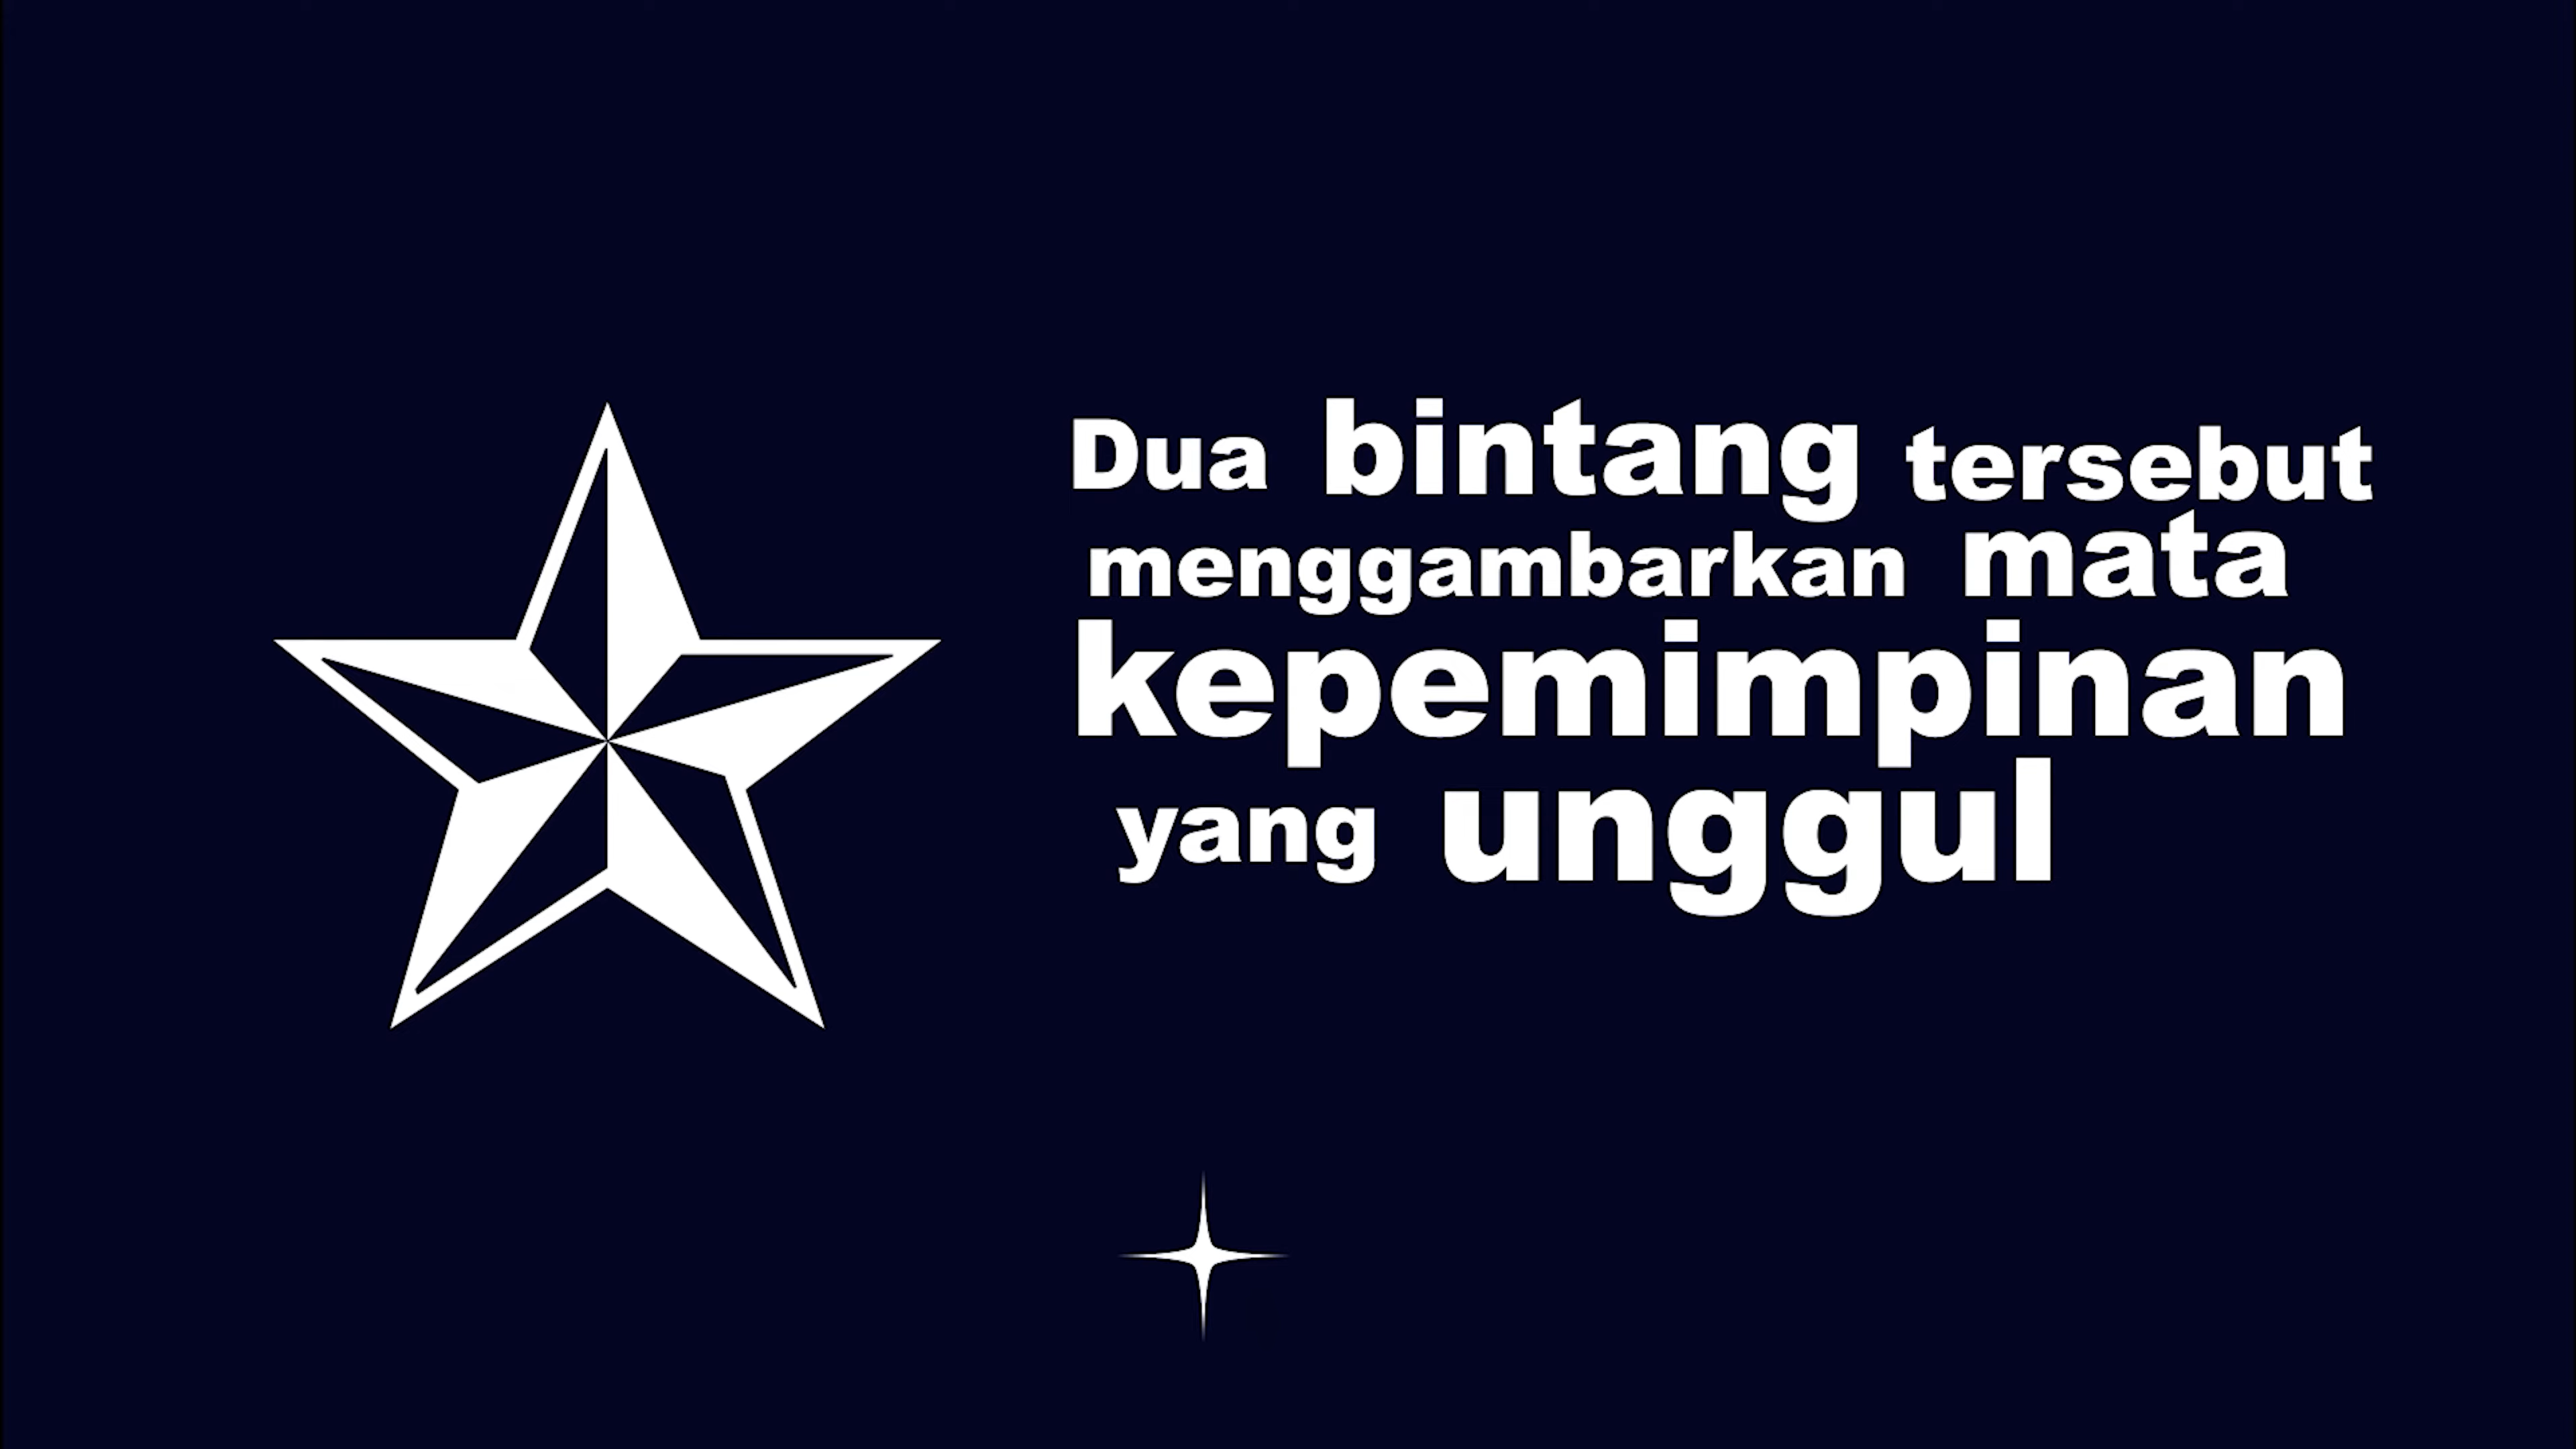 Dua bintang tersebut
menggambarkan mata
kepemimpinan
yang unggul